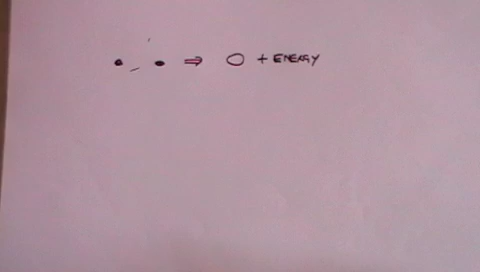 • • ⇒ ○ + ENERGY